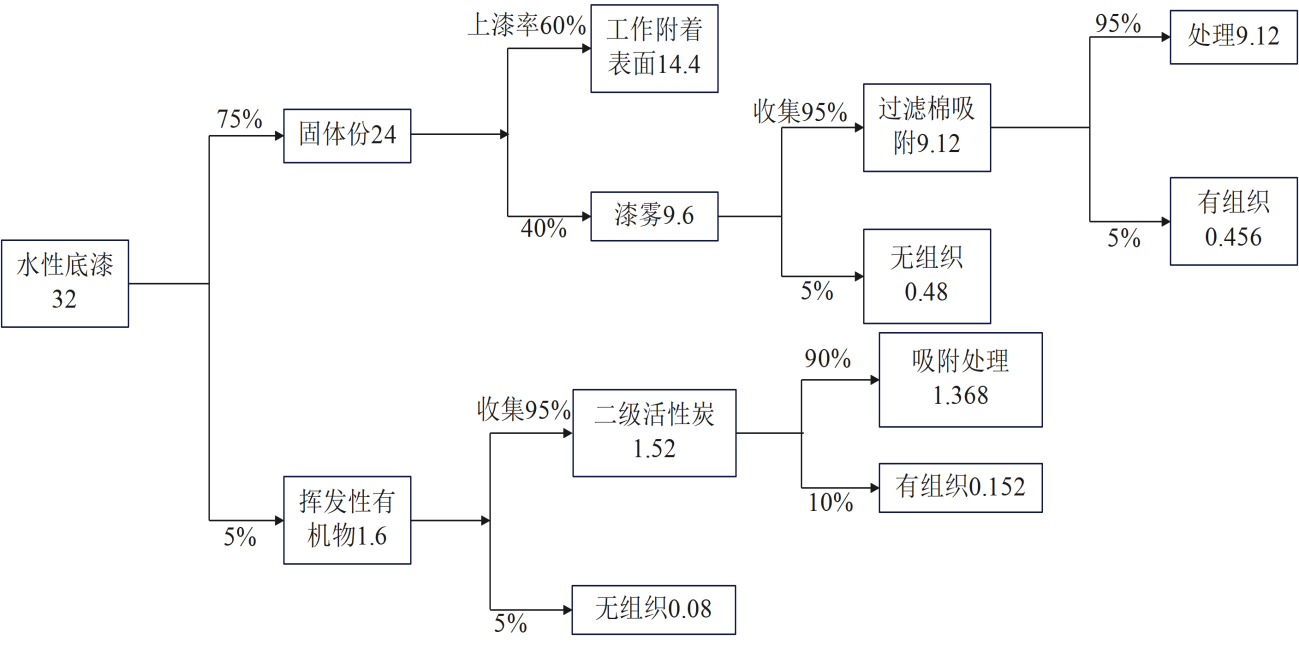 上漆率60%
工作附着
表面14.4
95%
处理9.12
75%
固体份24
收集95%
过滤棉吸
附9.12
40%
漆雾9.6
5%
有组织
0.456
水性底漆
32
无组织
0.48
5%
90%
吸附处理
1.368
收集95%
二级活性炭
1.52
10%
有组织0.152
5%
挥发性有
机物1.6
5%
无组织0.08